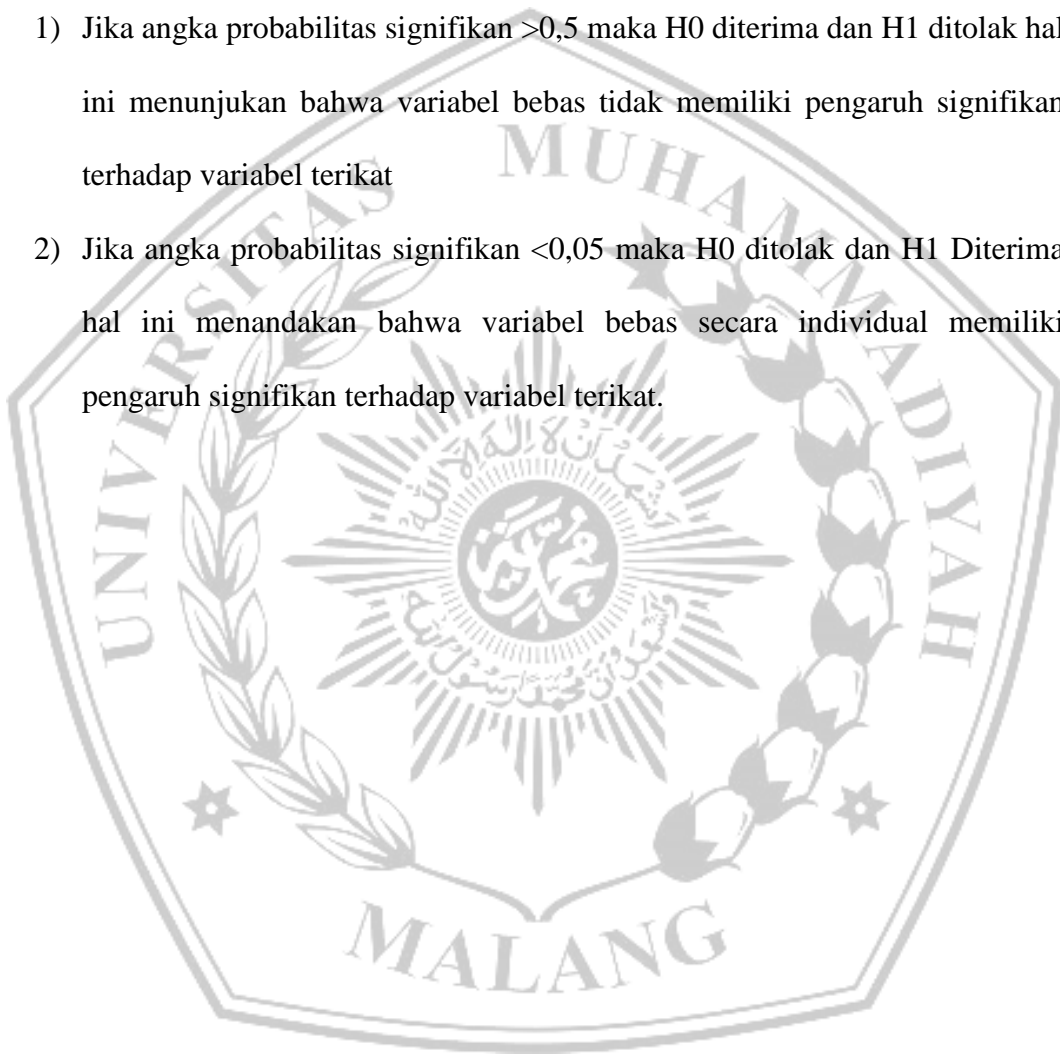 1) Jika angka probabilitas signifikan >0,5 maka H0 diterima dan H1 ditolak hal
ini menunjukan bahwa variabel bebas tidak memiliki pengaruh signifikan
terhadap variabel terikat
2) Jika angka probabilitas signifikan <0,05 maka H0 ditolak dan H1 Diterima
hal ini menandakan bahwa variabel bebas secara individual memiliki
pengaruh signifikan terhadap variabel terikat.
UNIVERSITAS MUHAMMADIYAH
MALANG